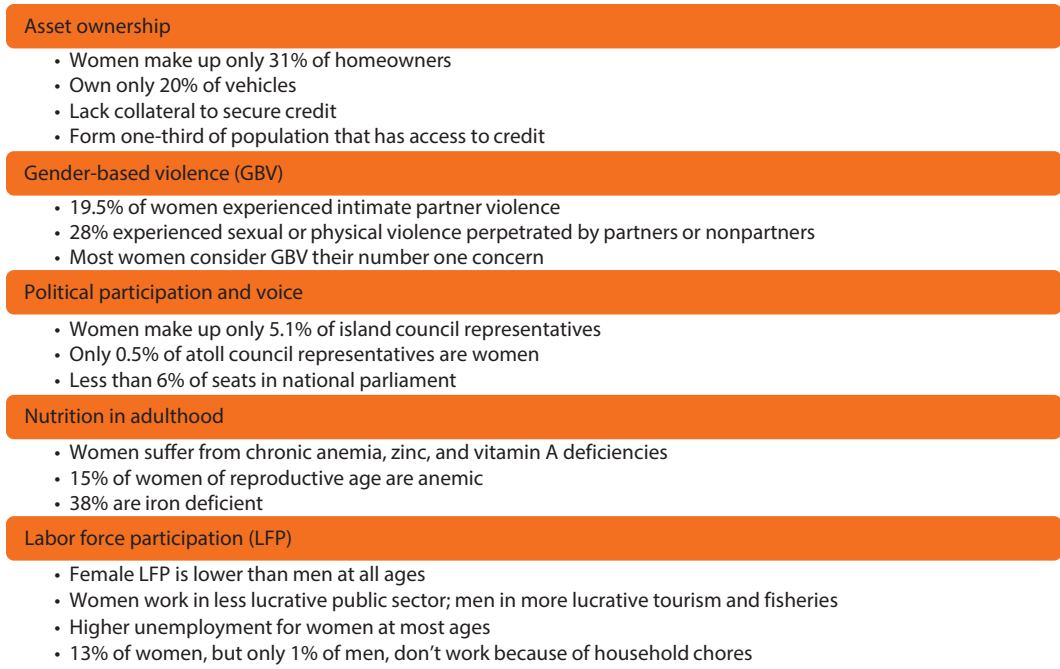 Asset ownership
• Women make up only 31% of homeowners
• Own only 20% of vehicles
• Lack collateral to secure credit
• Form one-third of population that has access to credit
Gender-based violence (GBV)
• 19.5% of women experienced intimate partner violence
• 28% experienced sexual or physical violence perpetrated by partners or nonpartners
• Most women consider GBV their number one concern
Political participation and voice
• Women make up only 5.1% of island council representatives
• Only 0.5% of atoll council representatives are women
• Less than 6% of seats in national parliament
Nutrition in adulthood
• Women suffer from chronic anemia, zinc, and vitamin A deficiencies
• 15% of women of reproductive age are anemic
• 38% are iron deficient
Labor force participation (LFP)
• Female LFP is lower than men at all ages
• Women work in less lucrative public sector; men in more lucrative tourism and fisheries
• Higher unemployment for women at most ages
• 13% of women, but only 1% of men, don’t work because of household chores